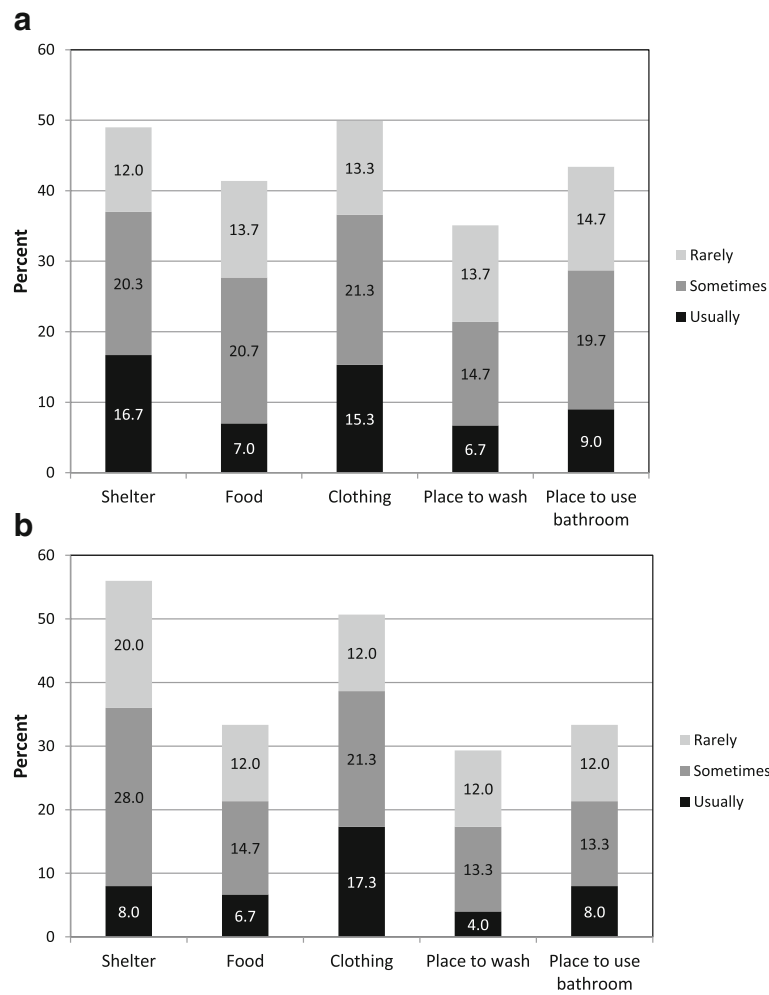 a
60
50
40
30
20
10
0
Percent
12.0
13.7
13.3
13.7
14.7
20.3
20.7
21.3
14.7
19.7
16.7
7.0
15.3
6.7
9.0
Shelter
Food
Clothing
Place to wash
Place to use
bathroom
Rarely
Sometimes
Usually
b
60
50
40
30
20
10
0
Percent
20.0
12.0
12.0
12.0
12.0
28.0
14.7
21.3
13.3
13.3
8.0
6.7
17.3
4.0
8.0
Shelter
Food
Clothing
Place to wash
Place to use
bathroom
Rarely
Sometimes
Usually